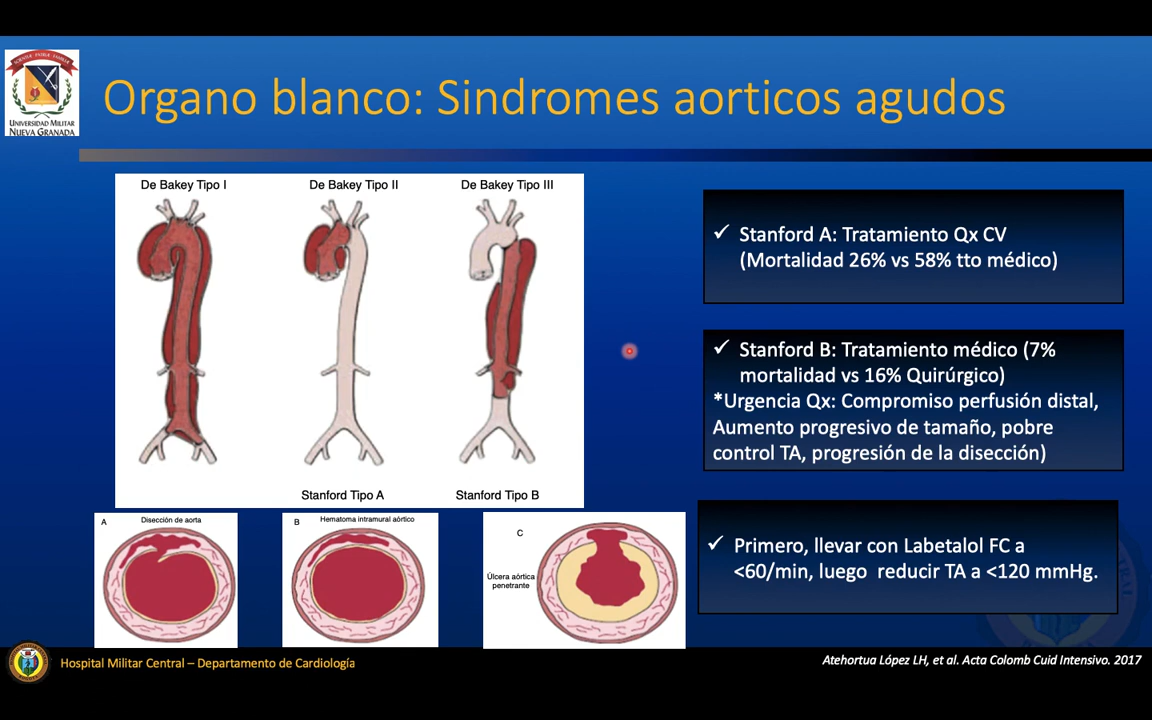 SCIENTIÆ PATRIÆ FAMILIÆ
UNIVERSIDAD MILITAR
NUEVA GRANADA
Organo blanco: Sindromes aorticos agudos
De Bakey Tipo I
De Bakey Tipo II
De Bakey Tipo III
Stanford Tipo A
Stanford Tipo B
A
Disección de aorta
B
Hematoma intramural aórtico
C
Úlcera aórtica
penetrante
✓ Stanford A: Tratamiento Qx CV
(Mortalidad 26% vs 58% tto médico)
✓ Stanford B: Tratamiento médico (7%
mortalidad vs 16% Quirúrgico)
*Urgencia Qx: Compromiso perfusión distal,
Aumento progresivo de tamaño, pobre
control TA, progresión de la disección)
✓ Primero, llevar con Labetalol FC a
<60/min, luego reducir TA a <120 mmHg.
Hospital Militar Central – Departamento de Cardiología
Atehortua López LH, et al. Acta Colomb Cuid Intensivo. 2017